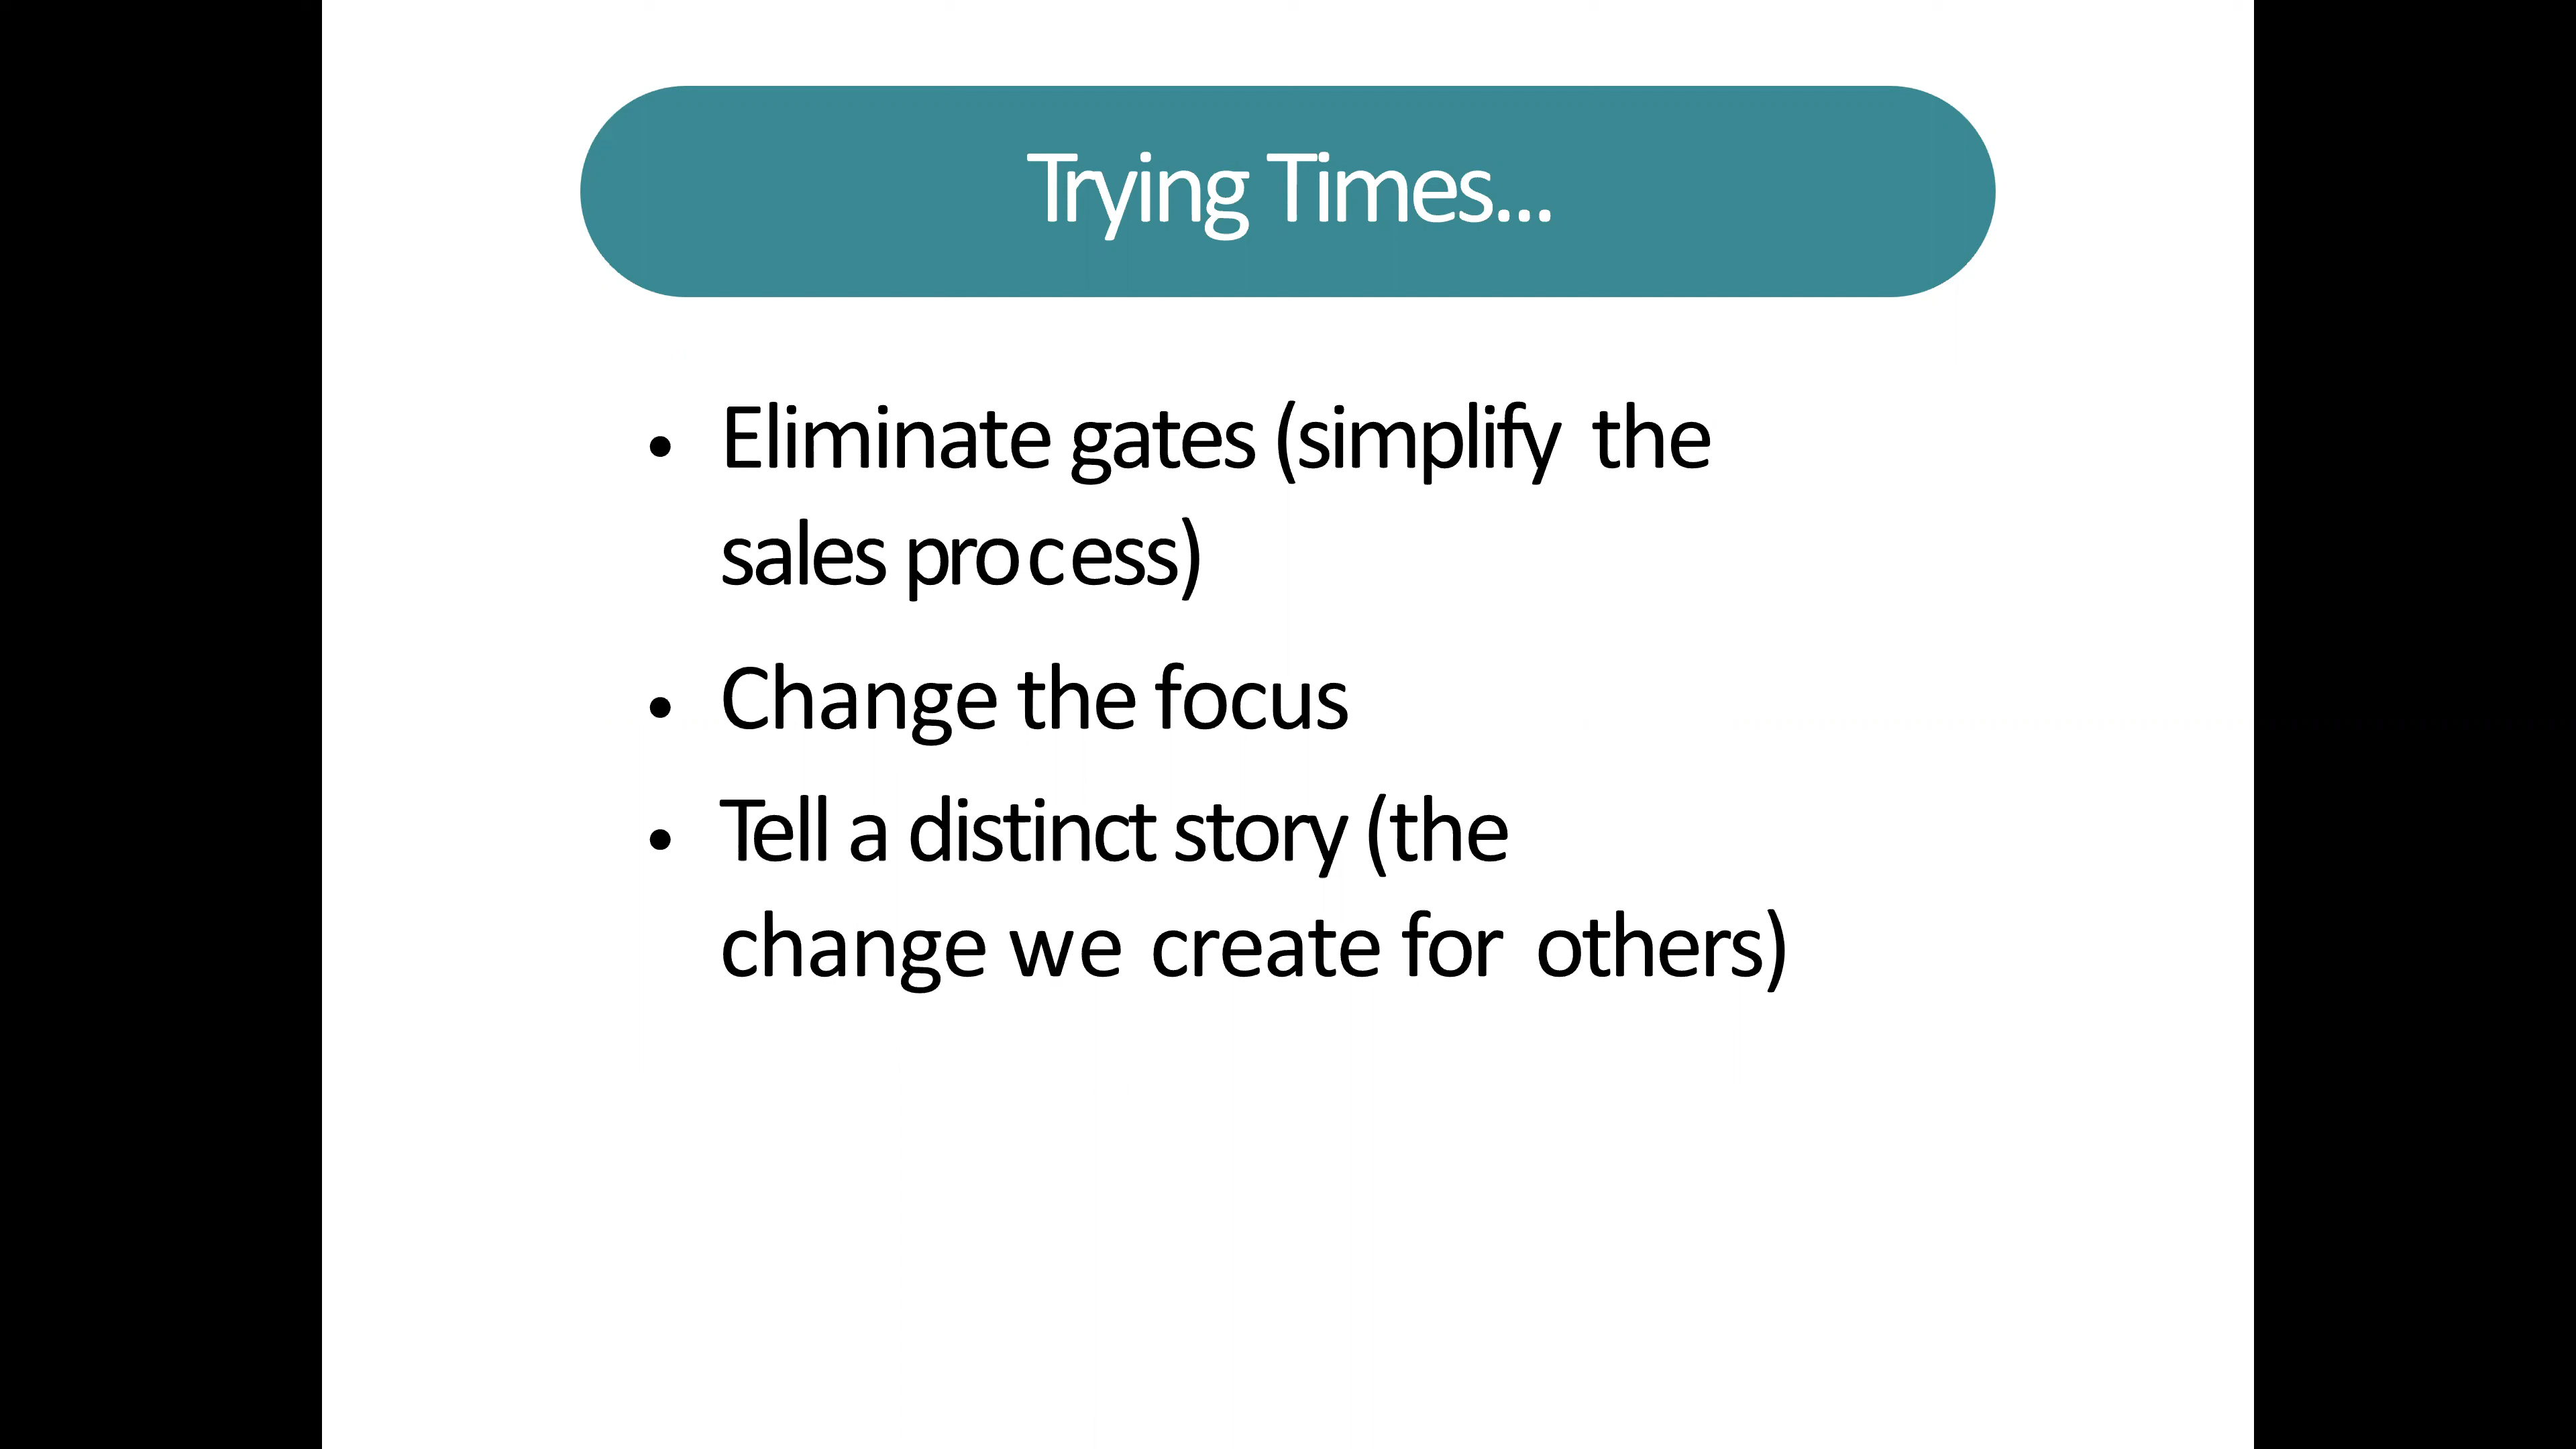 Trying Times...
• Eliminate gates (simplify the
sales process)
• Change the focus
• Tell a distinct story (the
change we create for others)